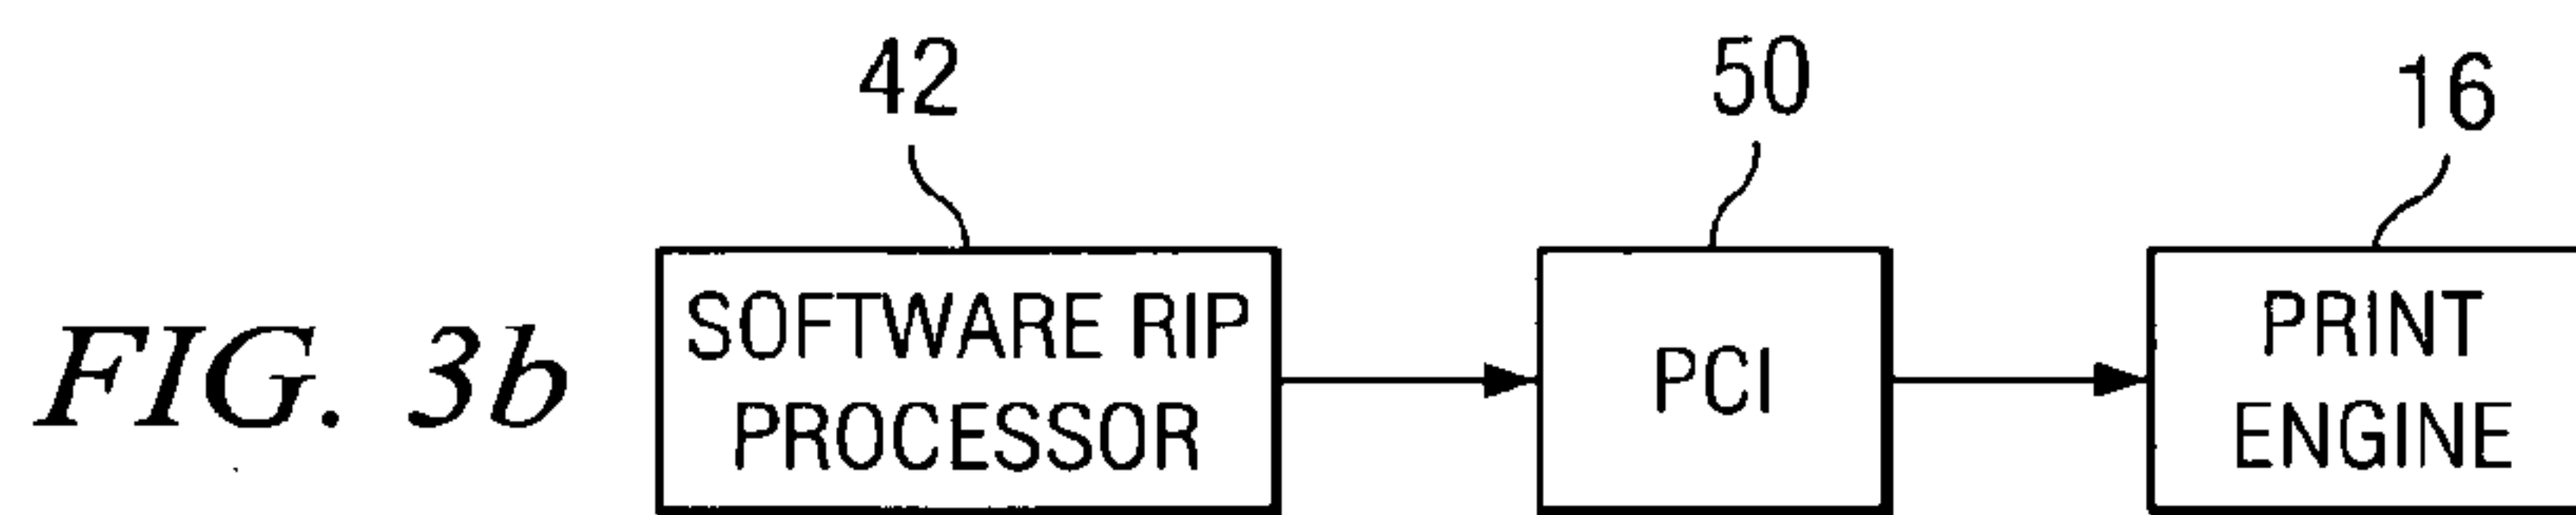 42
50
16
FIG. 3b
SOFTWARE RIP
PROCESSOR
PCI
PRINT
ENGINE